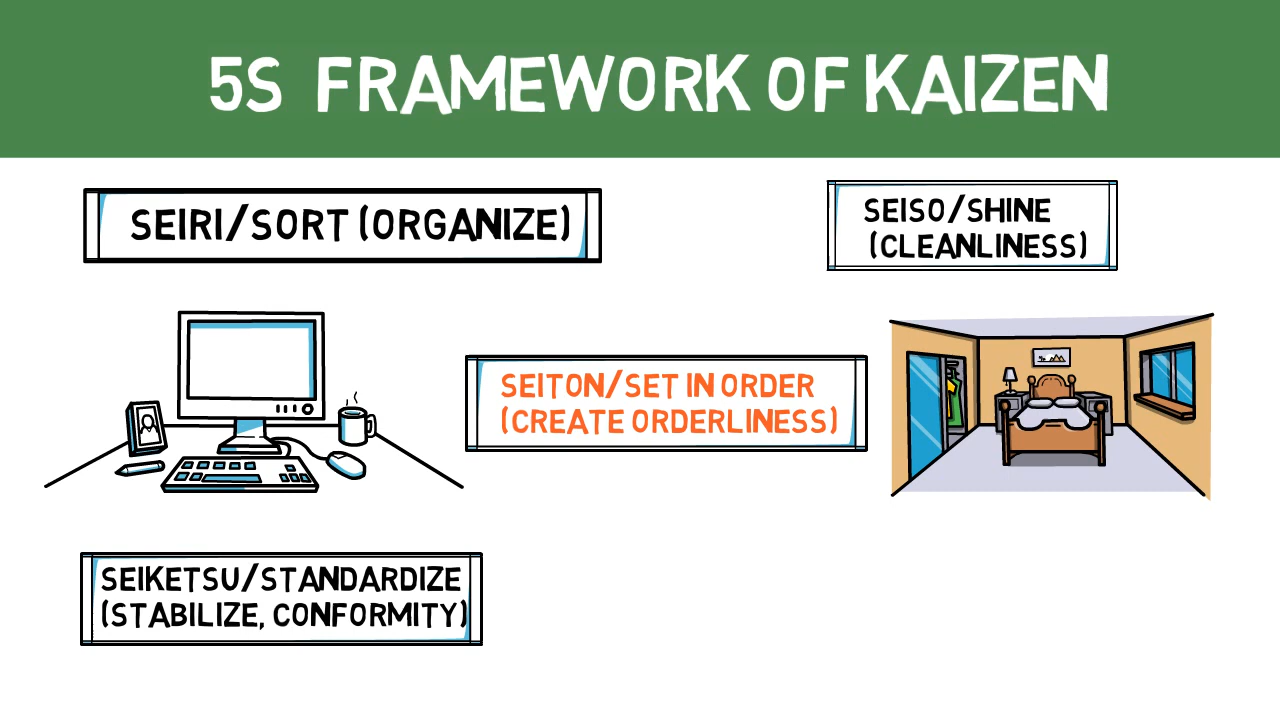 5S FRAMEWORK OF KAIZEN
SEIRI/SORT (ORGANIZE)
SEISO/SHINE
(CLEANLINESS)
SEITON/SET IN ORDER
(CREATE ORDERLINESS)
SEIKETSU/STANDARDIZE
(STABILIZE, CONFORMITY)